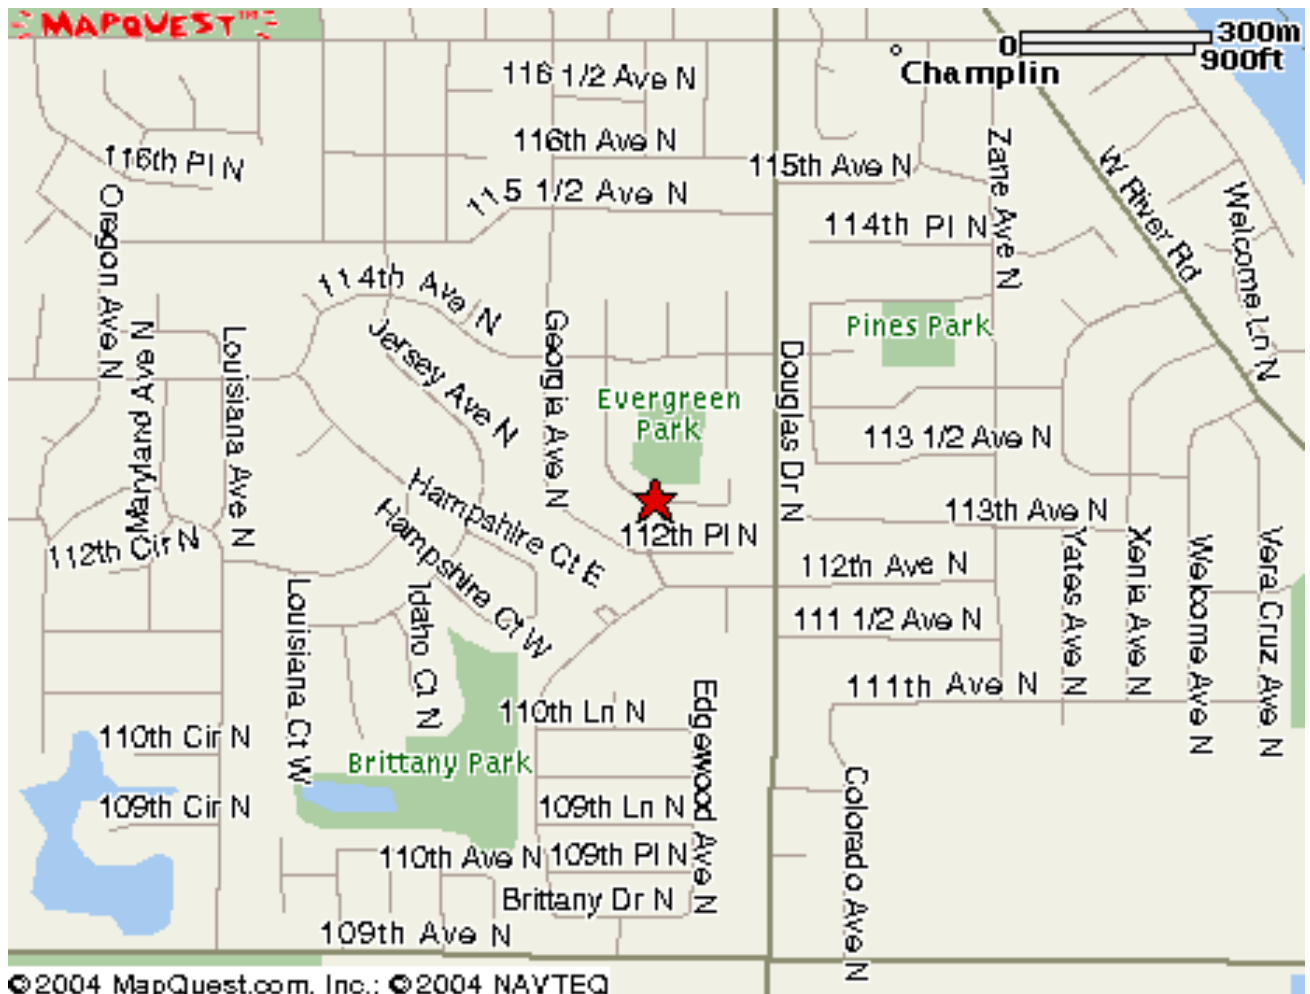 MAPQUEST™
0
300m
900ft
Champlin
116 1/2 Ave N
116th Ave N
116th Pl N
115th Ave N
115 1/2 Ave N
Zane Ave N
W River Rd
Welcome Ln N
Oregon Ave N
114th Pl N
114th Ave N
Pines Park
Maryland Ave N
Louisiana Ave N
Jersey Ave N
Georgia Ave N
Douglas Dr N
Evergreen
Park
113 1/2 Ave N
Hampshire Ct E
Hampshire Ct W
113th Ave N
112th Pl N
112th Cir N
112th Ave N
Yates Ave N
Xenia Ave N
Welcome Ave N
Vera Cruz Ave N
Louisiana Ct W
Idaho Ct N
111 1/2 Ave N
111th Ave N
Edgewood Ave N
110th Ln N
110th Cir N
Brittany Park
Colorado Ave N
109th Cir N
109th Ln N
110th Ave N
109th Pl N
Brittany Dr N
109th Ave N
©2004 MapQuest.com, Inc.; ©2004 NAVTEQ